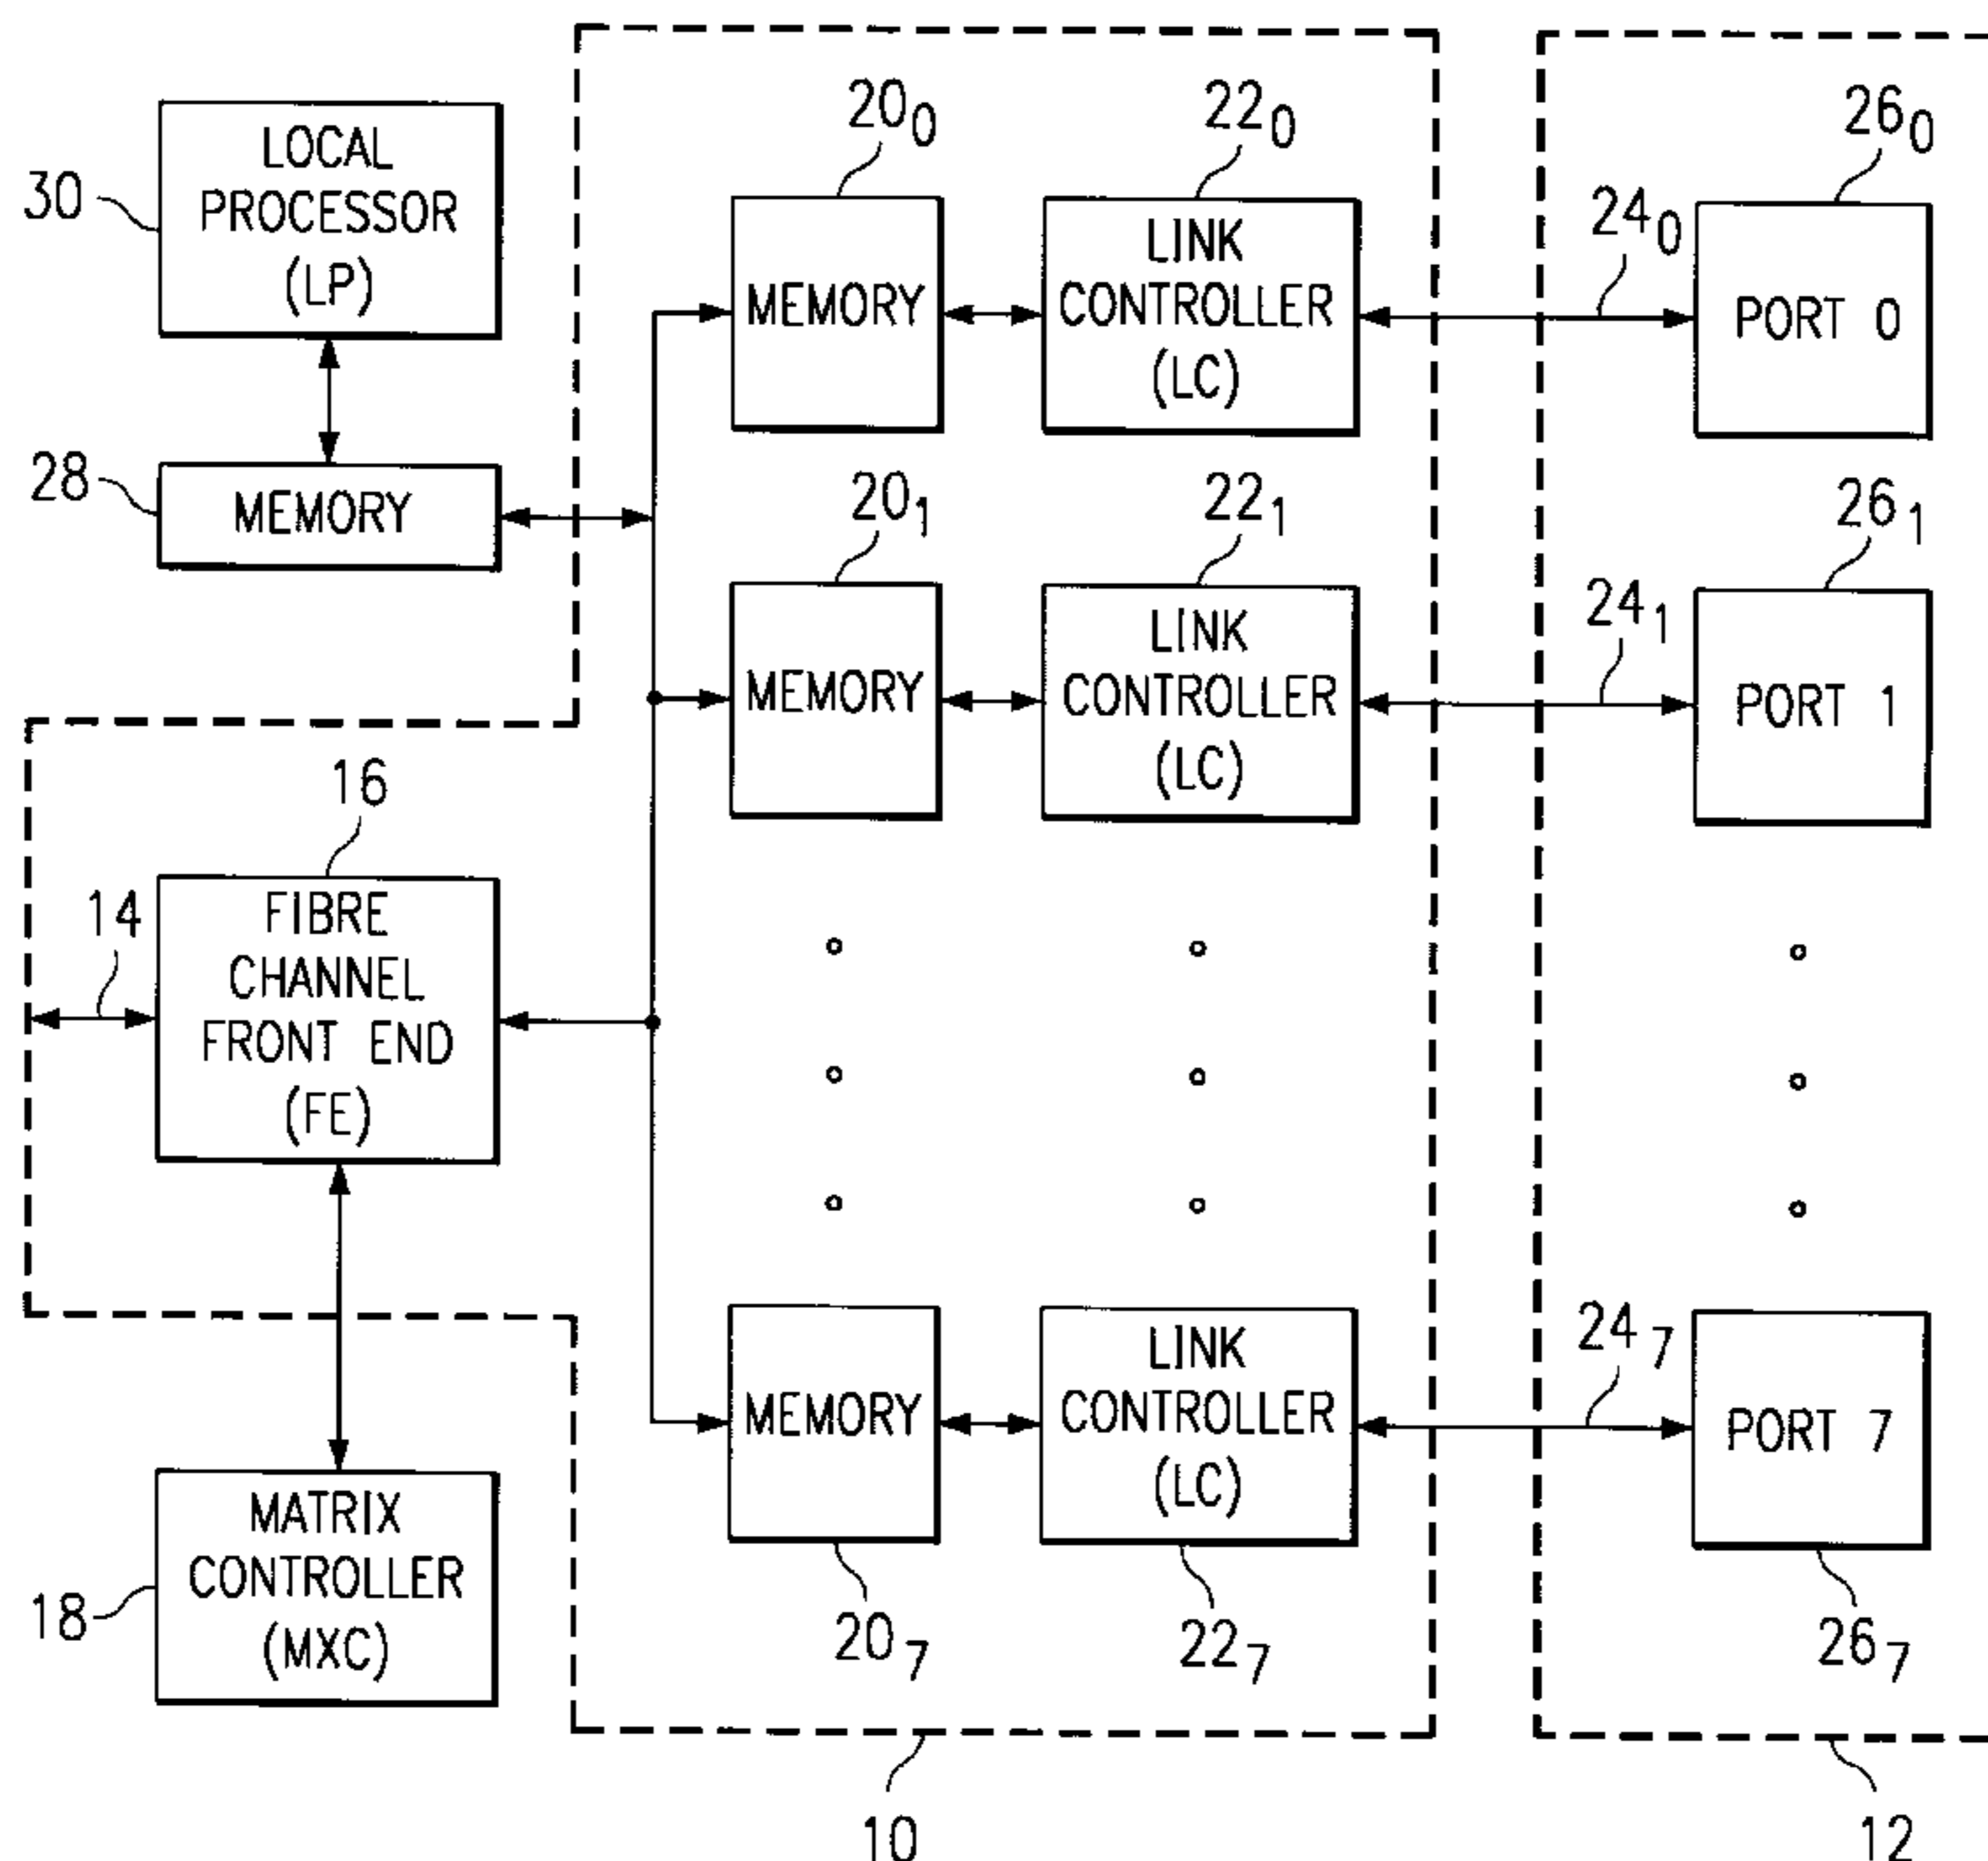 30
LOCAL
PROCESSOR
(LP)
28
MEMORY
14
16
FIBRE
CHANNEL
FRONT END
(FE)
18
MATRIX
CONTROLLER
(MXC)
20₀
MEMORY
22₀
LINK
CONTROLLER
(LC)
24₀
26₀
PORT 0
20₁
MEMORY
22₁
LINK
CONTROLLER
(LC)
24₁
26₁
PORT 1
MEMORY
20₇
LINK
CONTROLLER
(LC)
22₇
24₇
PORT 7
26₇
10
12